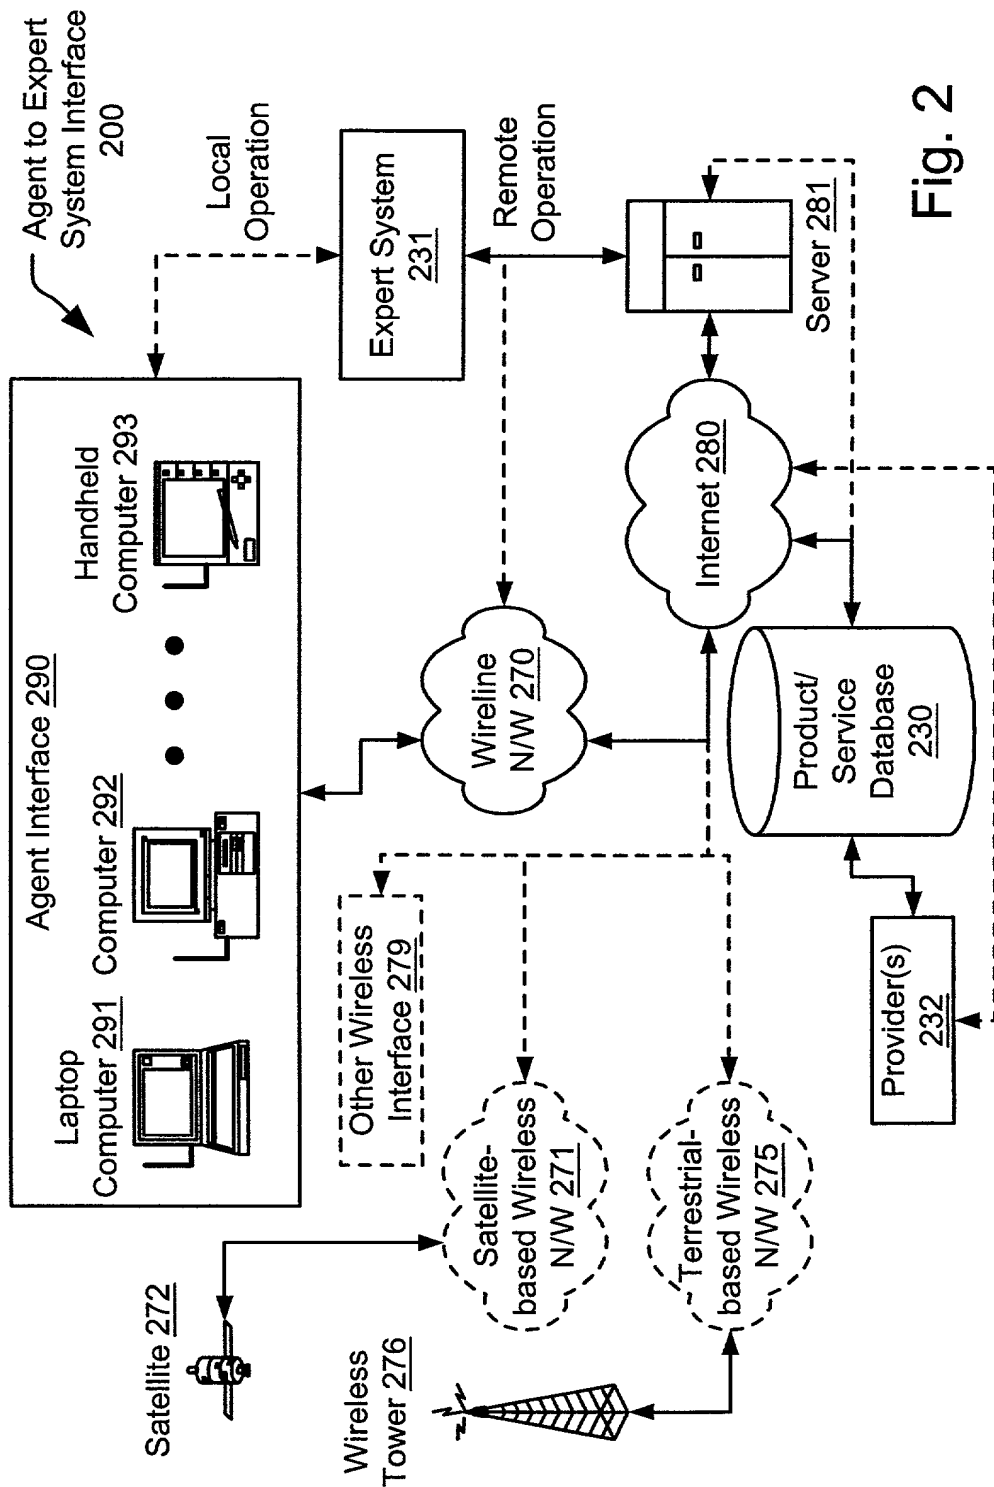 Agent to Expert
System Interface
200
Agent Interface 290
Laptop
Computer 291
Computer 292
Handheld
Computer 293
Local
Operation
Satellite 272
Other Wireless
Interface 279
Expert System
231
Wireless
Tower 276
Satellite-
based Wireless
N/W 271
Wireline
N/W 270
Remote
Operation
Terrestrial-
based Wireless
N/W 275
Internet 280
Server 281
Product/
Service
Database
230
Provider(s)
232
Fig. 2